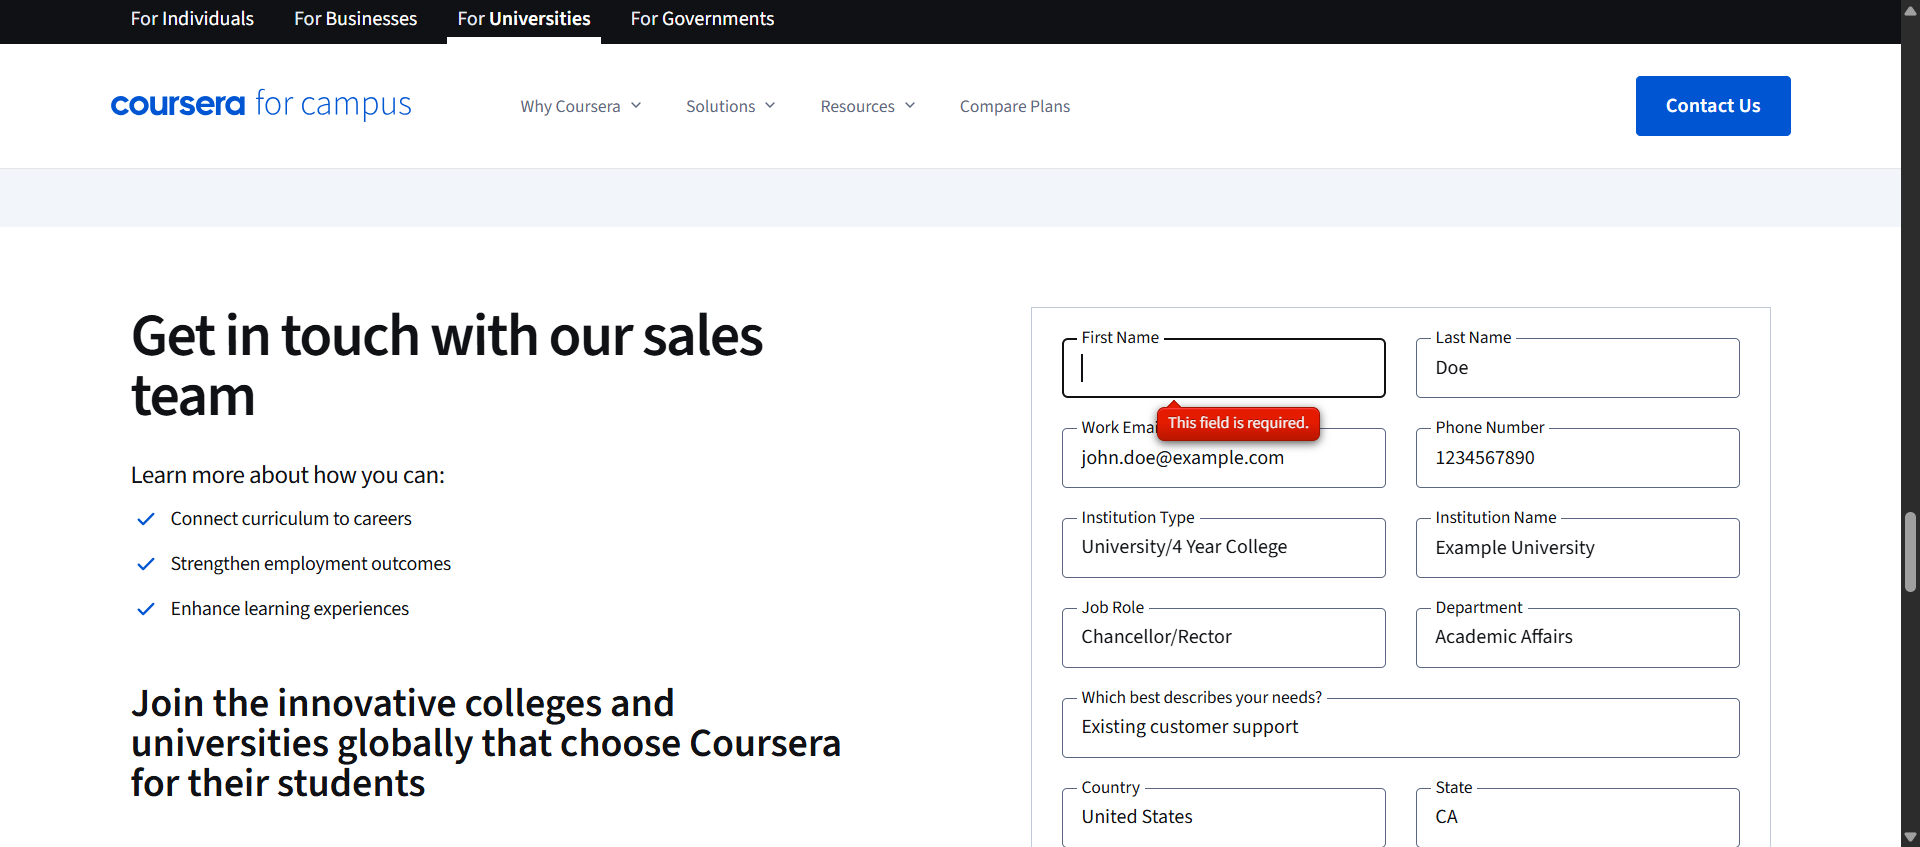 For Individuals
For Businesses
For Universities
For Governments
coursera for campus
Why Coursera
Solutions
Resources
Compare Plans
Contact Us
Get in touch with our sales
team
Learn more about how you can:
Connect curriculum to careers
Strengthen employment outcomes
Enhance learning experiences
Join the innovative colleges and
universities globally that choose Coursera
for their students
First Name
Last Name
Doe
This field is required.
Work Emai
john.doe@example.com
Phone Number
1234567890
Institution Type
University/4 Year College
Institution Name
Example University
Job Role
Chancellor/Rector
Department
Academic Affairs
Which best describes your needs?
Existing customer support
Country
United States
State
CA